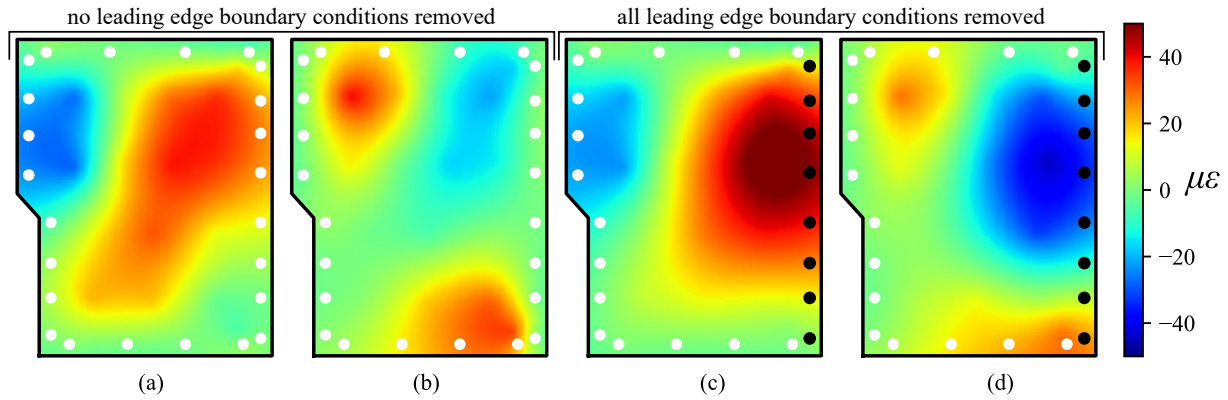 no leading edge boundary conditions removed
all leading edge boundary conditions removed
40
20
0
−20
−40
με
(a)
(b)
(c)
(d)